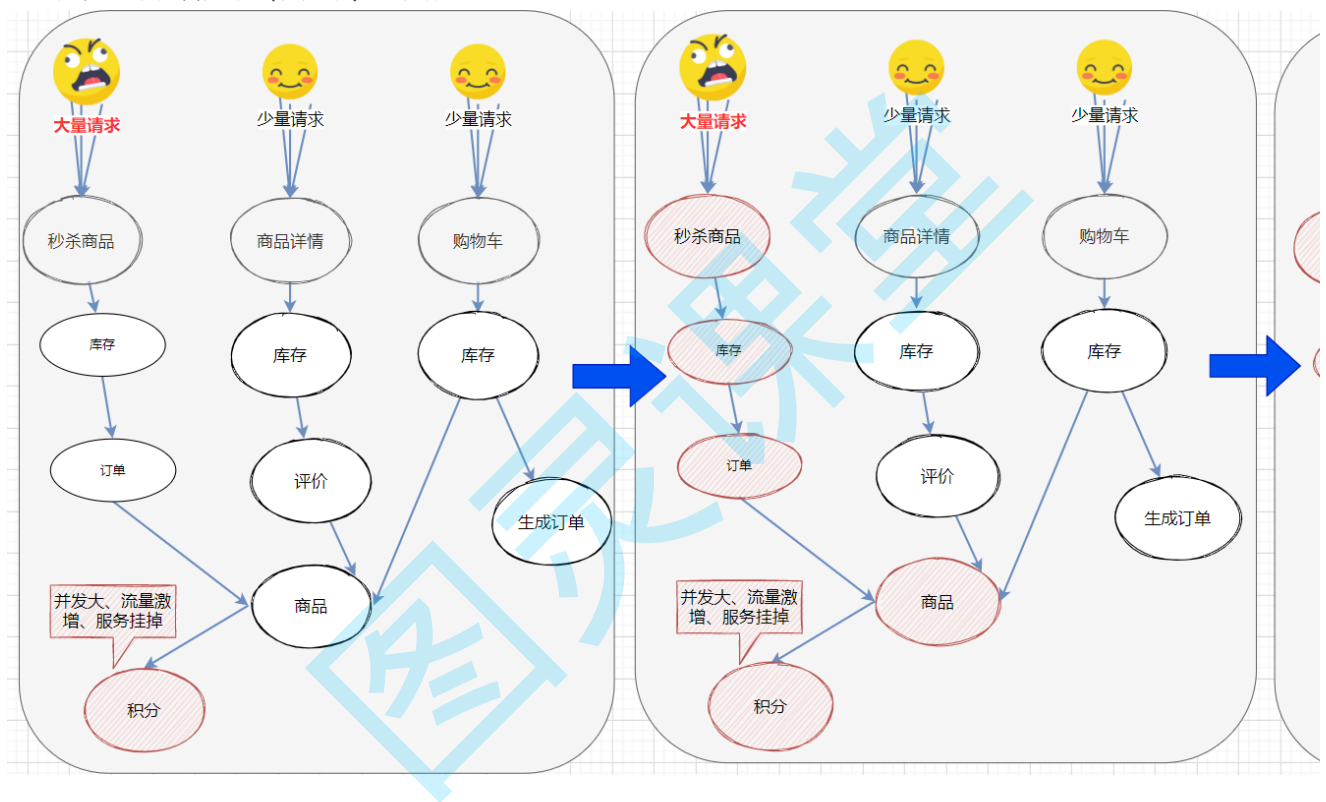 大量请求
少量请求
少量请求
秒杀商品
商品详情
购物车
库存
库存
库存
订单
评价
生成订单
商品
并发大、流量激
增、服务挂掉
积分
大量请求
少量请求
少量请求
秒杀商品
商品详情
购物车
库存
库存
库存
订单
评价
生成订单
商品
并发大、流量激
增、服务挂掉
积分
图灵课堂